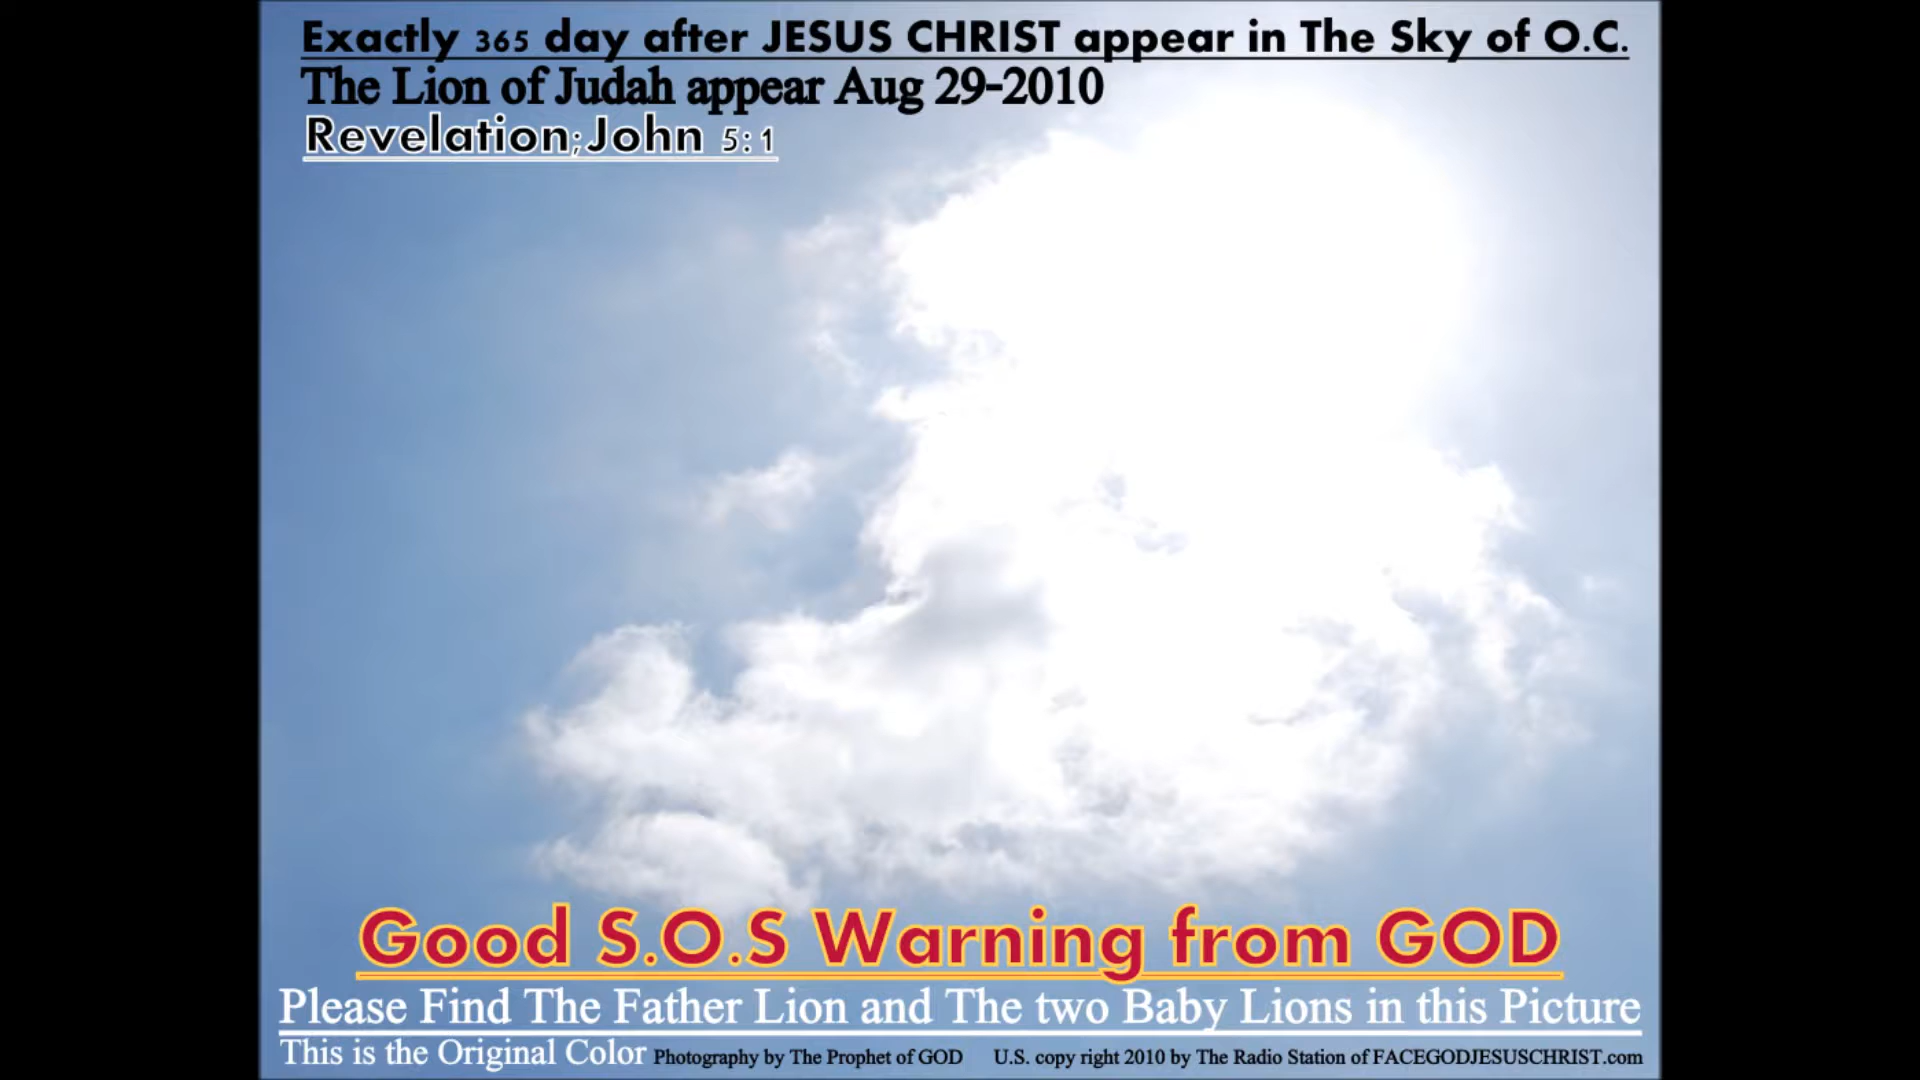 Exactly 365 day after JESUS CHRIST appear in The Sky of O.C.
The Lion of Judah appear Aug 29-2010
Revelation;John 5:1
Good S.O.S Warning from GOD
Please Find The Father Lion and The two Baby Lions in this Picture
This is the Original Color Photography by The Prophet of GOD U.S. copy right 2010 by The Radio Station of FACEGODJESUSCHRIST.com